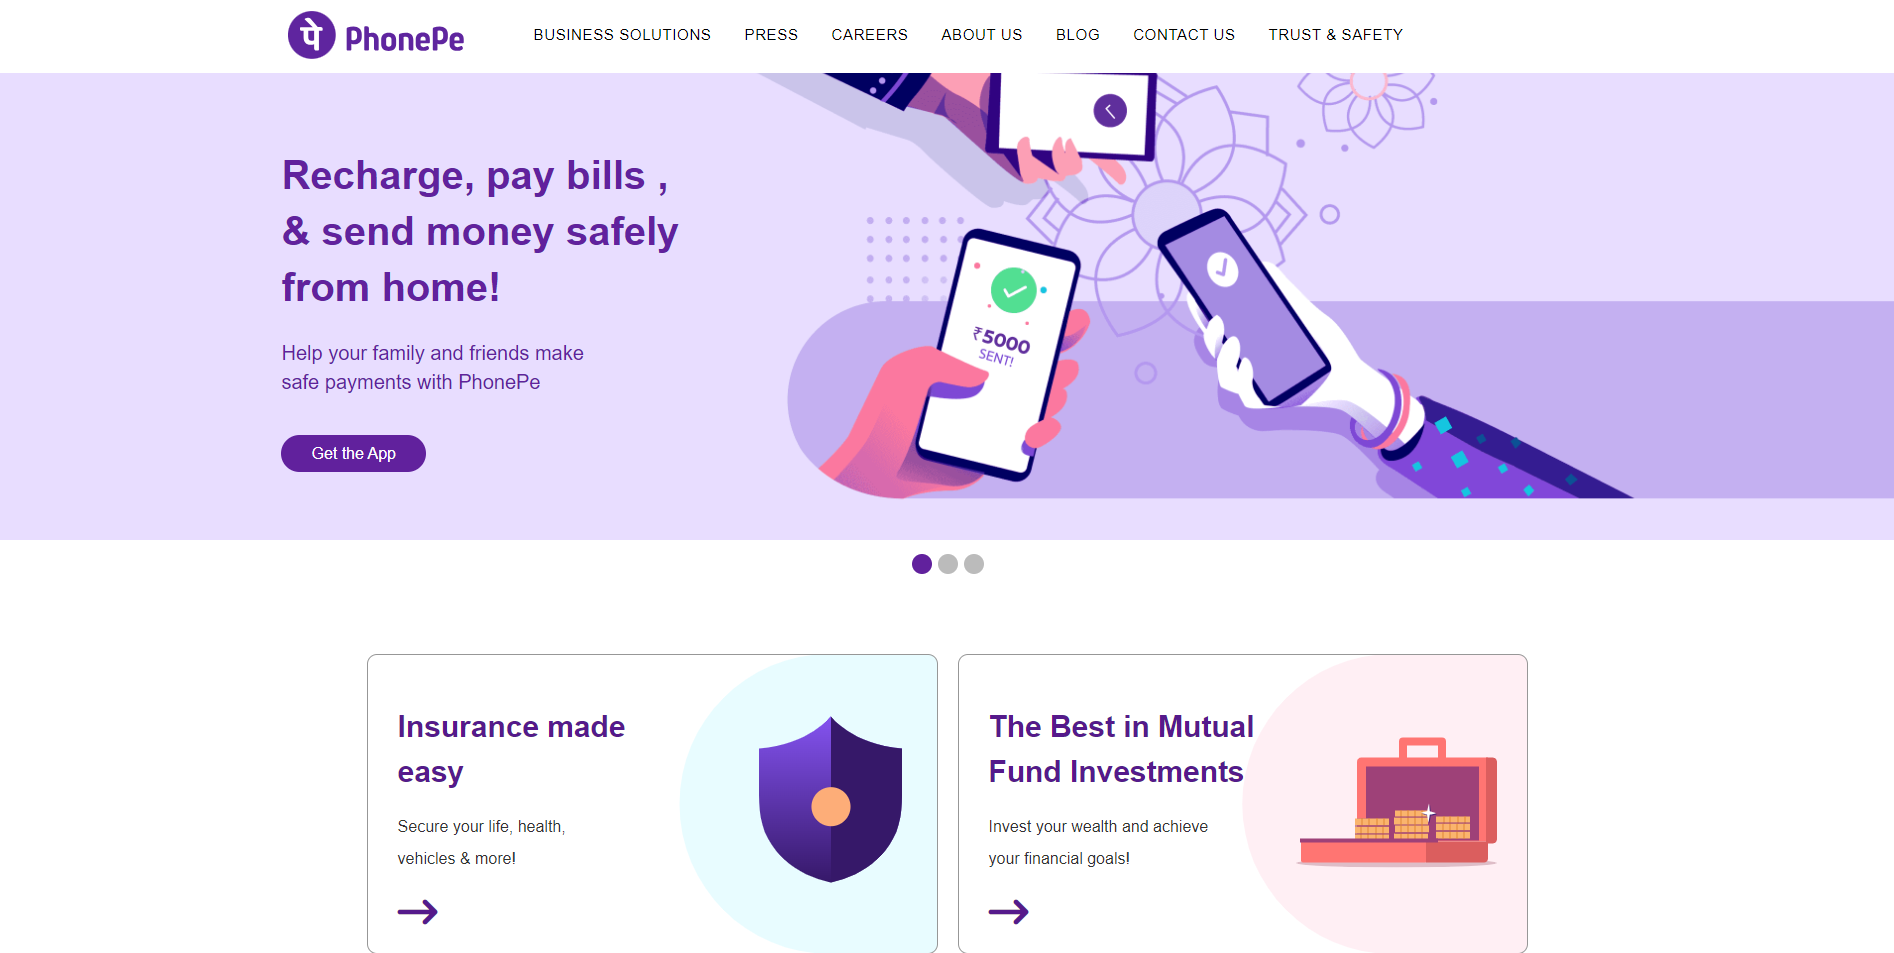 पे PhonePe
BUSINESS SOLUTIONS PRESS CAREERS ABOUT US BLOG CONTACT US TRUST & SAFETY
Recharge, pay bills ,
& send money safely
from home!
Help your family and friends make
safe payments with PhonePe
Get the App
₹5000
SENT!
Insurance made
easy
Secure your life, health,
vehicles & more!
The Best in Mutual
Fund Investments
Invest your wealth and achieve
your financial goals!